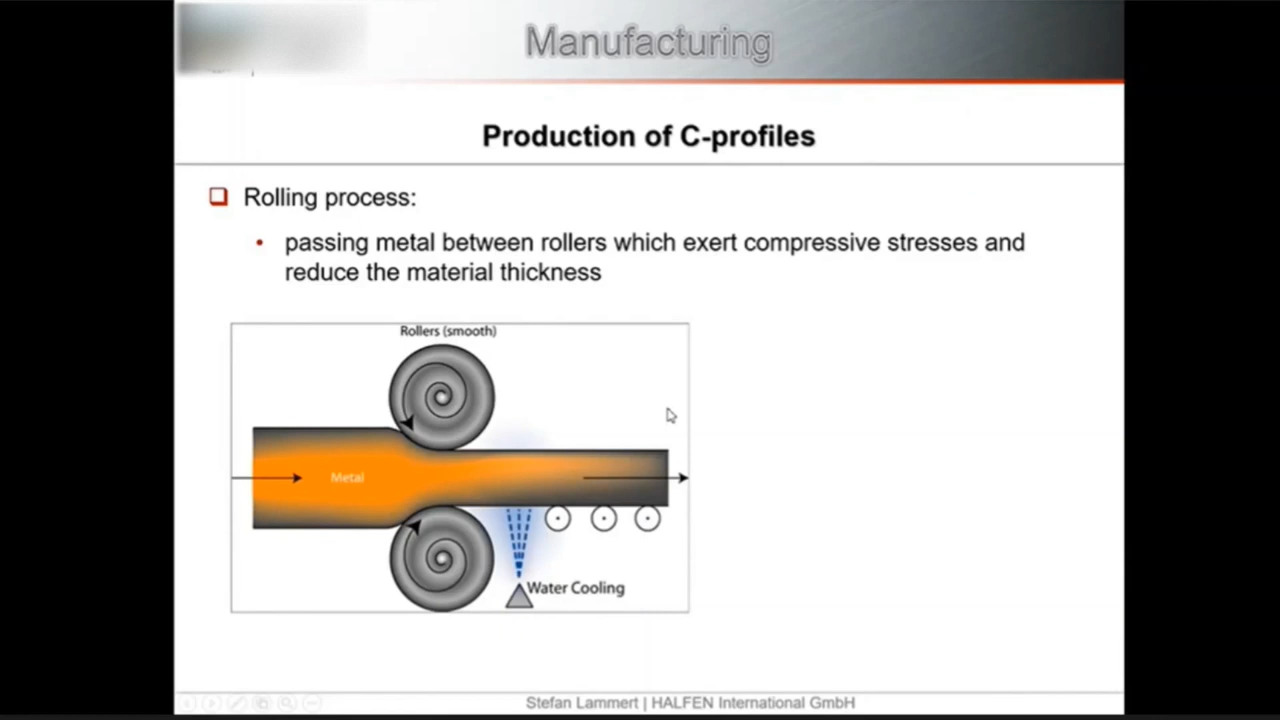 Manufacturing
Production of C-profiles
Rolling process:
passing metal between rollers which exert compressive stresses and
reduce the material thickness
Rollers (smooth)
Metal
Water Cooling
Stefan Lammert | HALFEN International GmbH